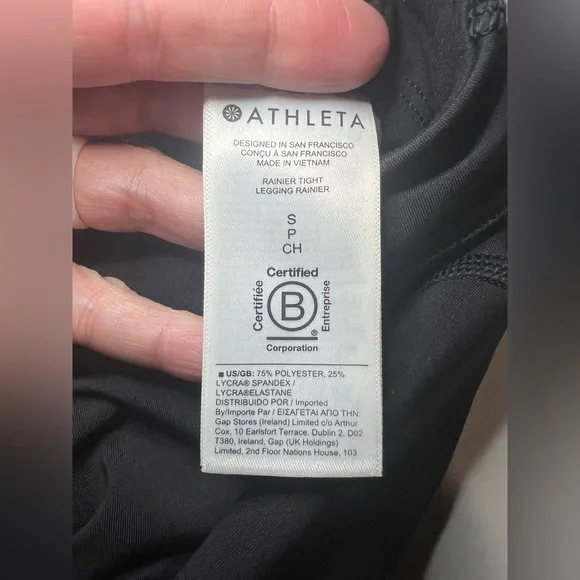 ATHLETA
DESIGNED IN SAN FRANCISCO
CONÇU À SAN FRANCISCO
MADE IN VIETNAM
RAINIER TIGHT
LEGGING RAINIER
S
P
CH
Certified
Certifiée
B
Entreprise
®
Corporation
■ US/GB: 75% POLYESTER, 25%
LYCRA® SPANDEX /
LYCRA®ELASTANE
DISTRIBUIDO POR / Imported
By/Importe Par / ΕΙΣΑΓΕΤΑΙ ΑΠΟ ΤΗΝ:
Gap Stores (Ireland) Limited c/o Arthur
Cox, 10 Earlsfort Terrace, Dublin 2, D02
T380, Ireland, Gap (UK Holdings)
Limited, 2nd Floor Nations House, 103